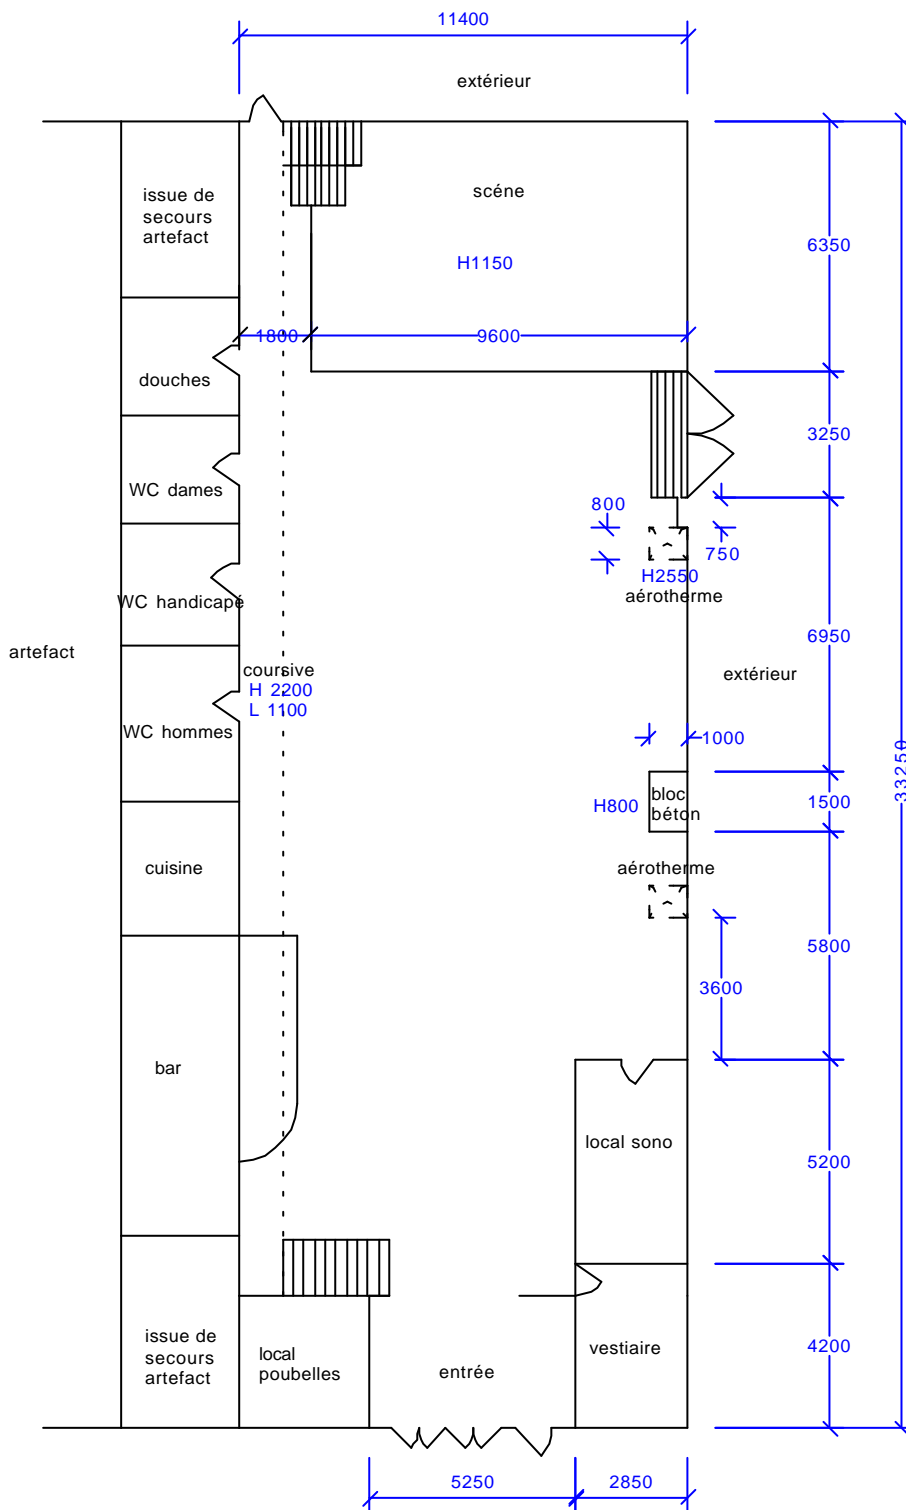 11400
extérieur
issue de
secours
artefact
scéne
H1150
6350
1800
9600
douches
3250
WC dames
800
750
H2550
aérotherme
WC handicapé
6950
artefact
coursive
H 2200
L 1100
extérieur
WC hommes
1000
33250
bloc
béton
H800
1500
cuisine
aérotherme
5800
3600
bar
local sono
5200
issue de
secours
artefact
local
poubelles
entrée
vestiaire
4200
5250
2850